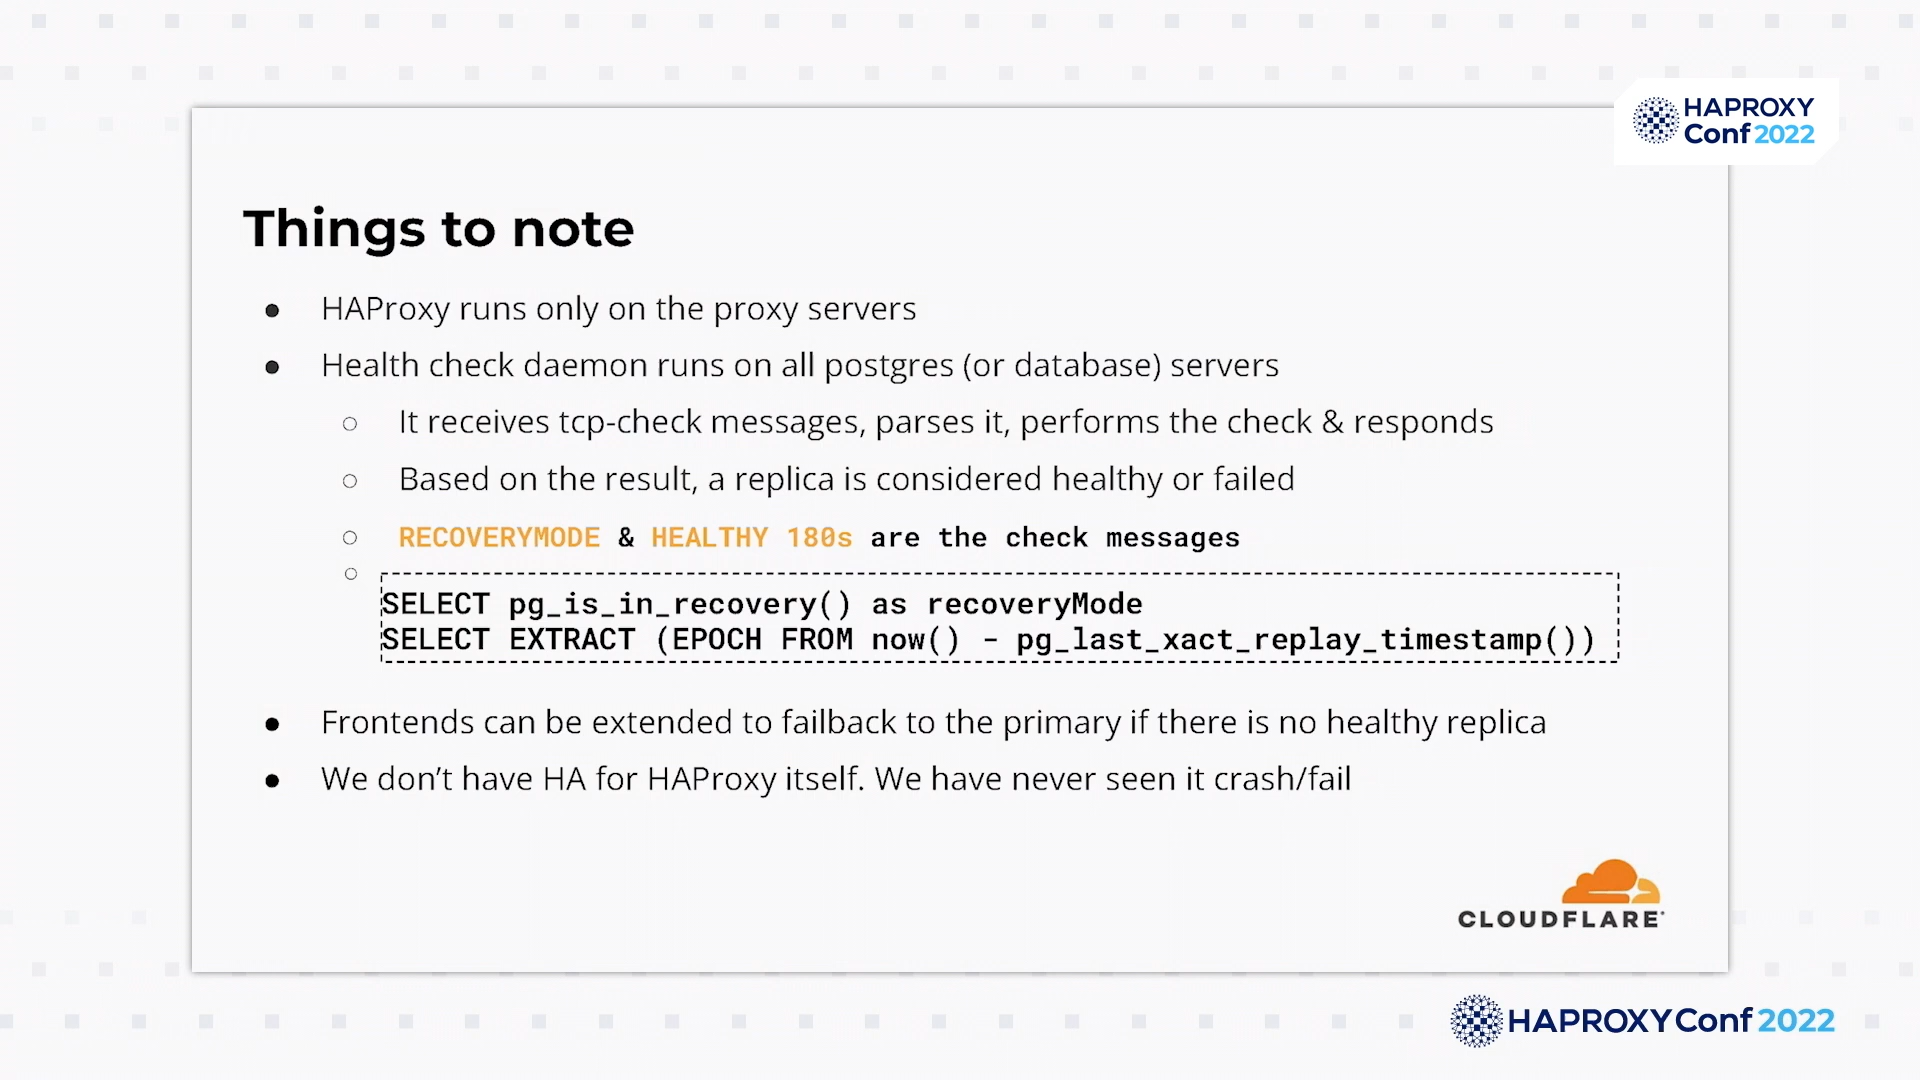 HAPROXY
Conf 2022
Things to note
● HAProxy runs only on the proxy servers
● Health check daemon runs on all postgres (or database) servers
○ It receives tcp-check messages, parses it, performs the check & responds
○ Based on the result, a replica is considered healthy or failed
○ RECOVERYMODE & HEALTHY 180s are the check messages
○
SELECT pg_is_in_recovery() as recoveryMode
SELECT EXTRACT (EPOCH FROM now() - pg_last_xact_replay_timestamp())
● Frontends can be extended to failback to the primary if there is no healthy replica
● We don’t have HA for HAProxy itself. We have never seen it crash/fail
CLOUDFLARE
HAPROXYConf 2022